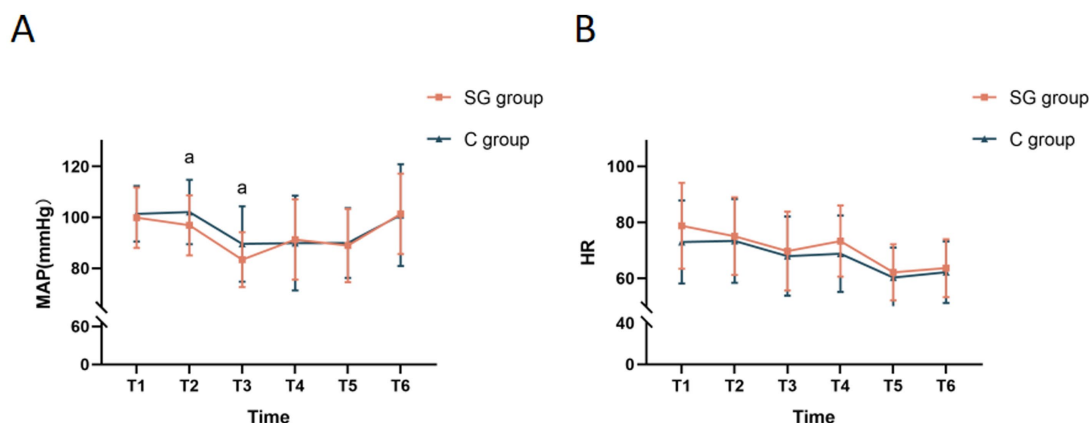 A
SG group
C group
a
a
120
100
80
60
0
MAP(mmHg）
T1 T2 T3 T4 T5 T6
Time
B
SG group
C group
100
80
60
40
0
HR
T1 T2 T3 T4 T5 T6
Time